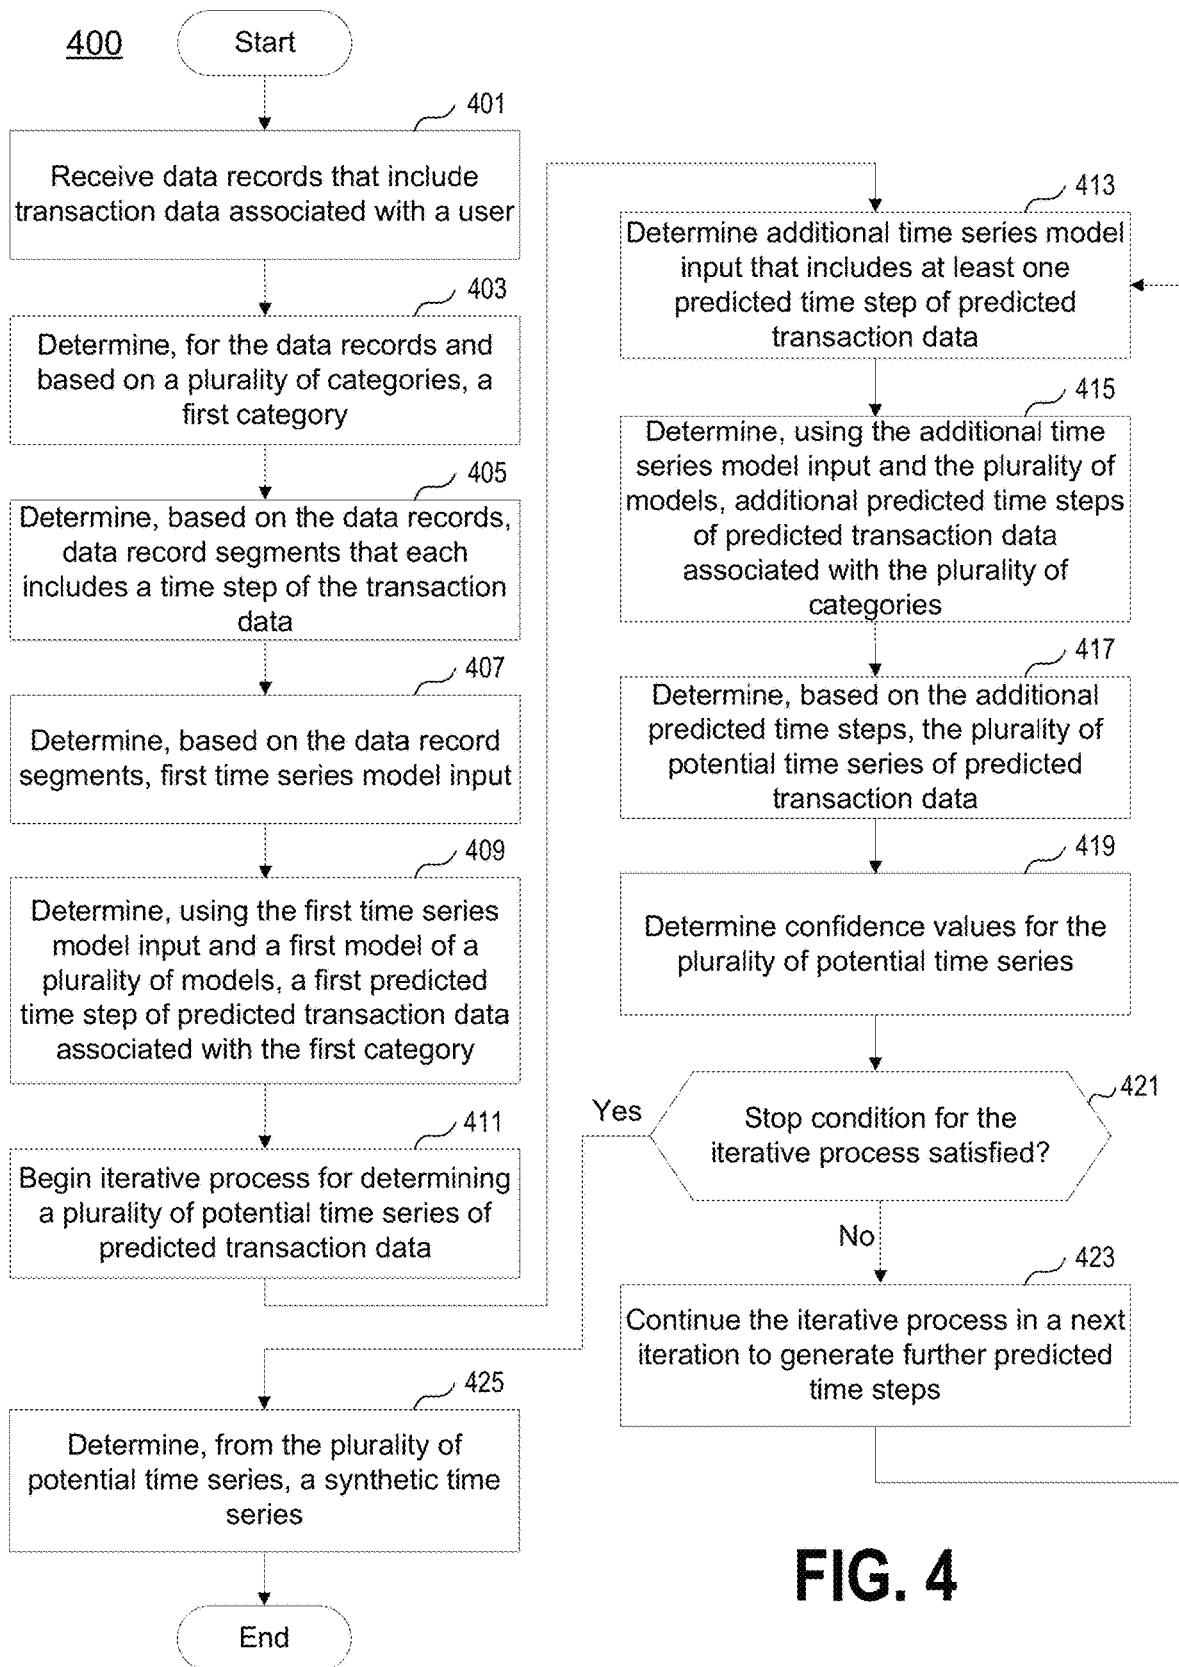 400
Start
401
Receive data records that include
transaction data associated with a user
403
Determine, for the data records and
based on a plurality of categories, a
first category
405
Determine, based on the data records,
data record segments that each
includes a time step of the transaction
data
407
Determine, based on the data record
segments, first time series model input
409
Determine, using the first time series
model input and a first model of a
plurality of models, a first predicted
time step of predicted transaction data
associated with the first category
411
Begin iterative process for determining
a plurality of potential time series of
predicted transaction data
413
Determine additional time series model
input that includes at least one
predicted time step of predicted
transaction data
415
Determine, using the additional time
series model input and the plurality of
models, additional predicted time steps
of predicted transaction data
associated with the plurality of
categories
417
Determine, based on the additional
predicted time steps, the plurality of
potential time series of predicted
transaction data
419
Determine confidence values for the
plurality of potential time series
421
Stop condition for the
iterative process satisfied?
Yes
No
423
Continue the iterative process in a next
iteration to generate further predicted
time steps
425
Determine, from the plurality of
potential time series, a synthetic time
series
End
FIG. 4